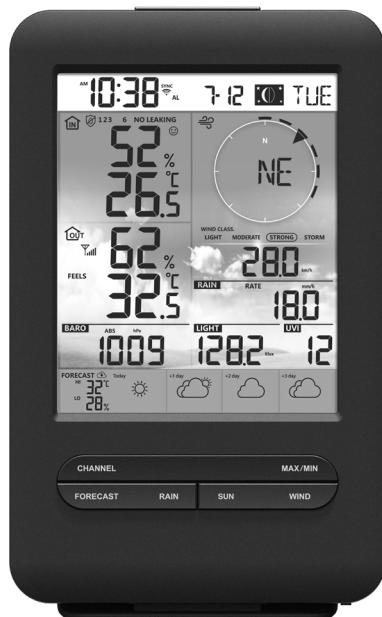 AM 10:38 SYNC AL 7-12 TUE
IN 1 2 3 6 NO LEAKING
52 %
26.5 °C
N
NE
WIND CLASS.
LIGHT MODERATE STRONG STORM
28.0 km/h
OUT
62 %
FEELS 32.5 °C
RAIN RATE mm/h
18.0
BARO ABS hPa
1009
LIGHT
128.2 Klux
UVI
12
FORECAST Today +1 day +2 day +3 day
HI 32°C
LO 28%
CHANNEL MAX/MIN
FORECAST RAIN SUN WIND